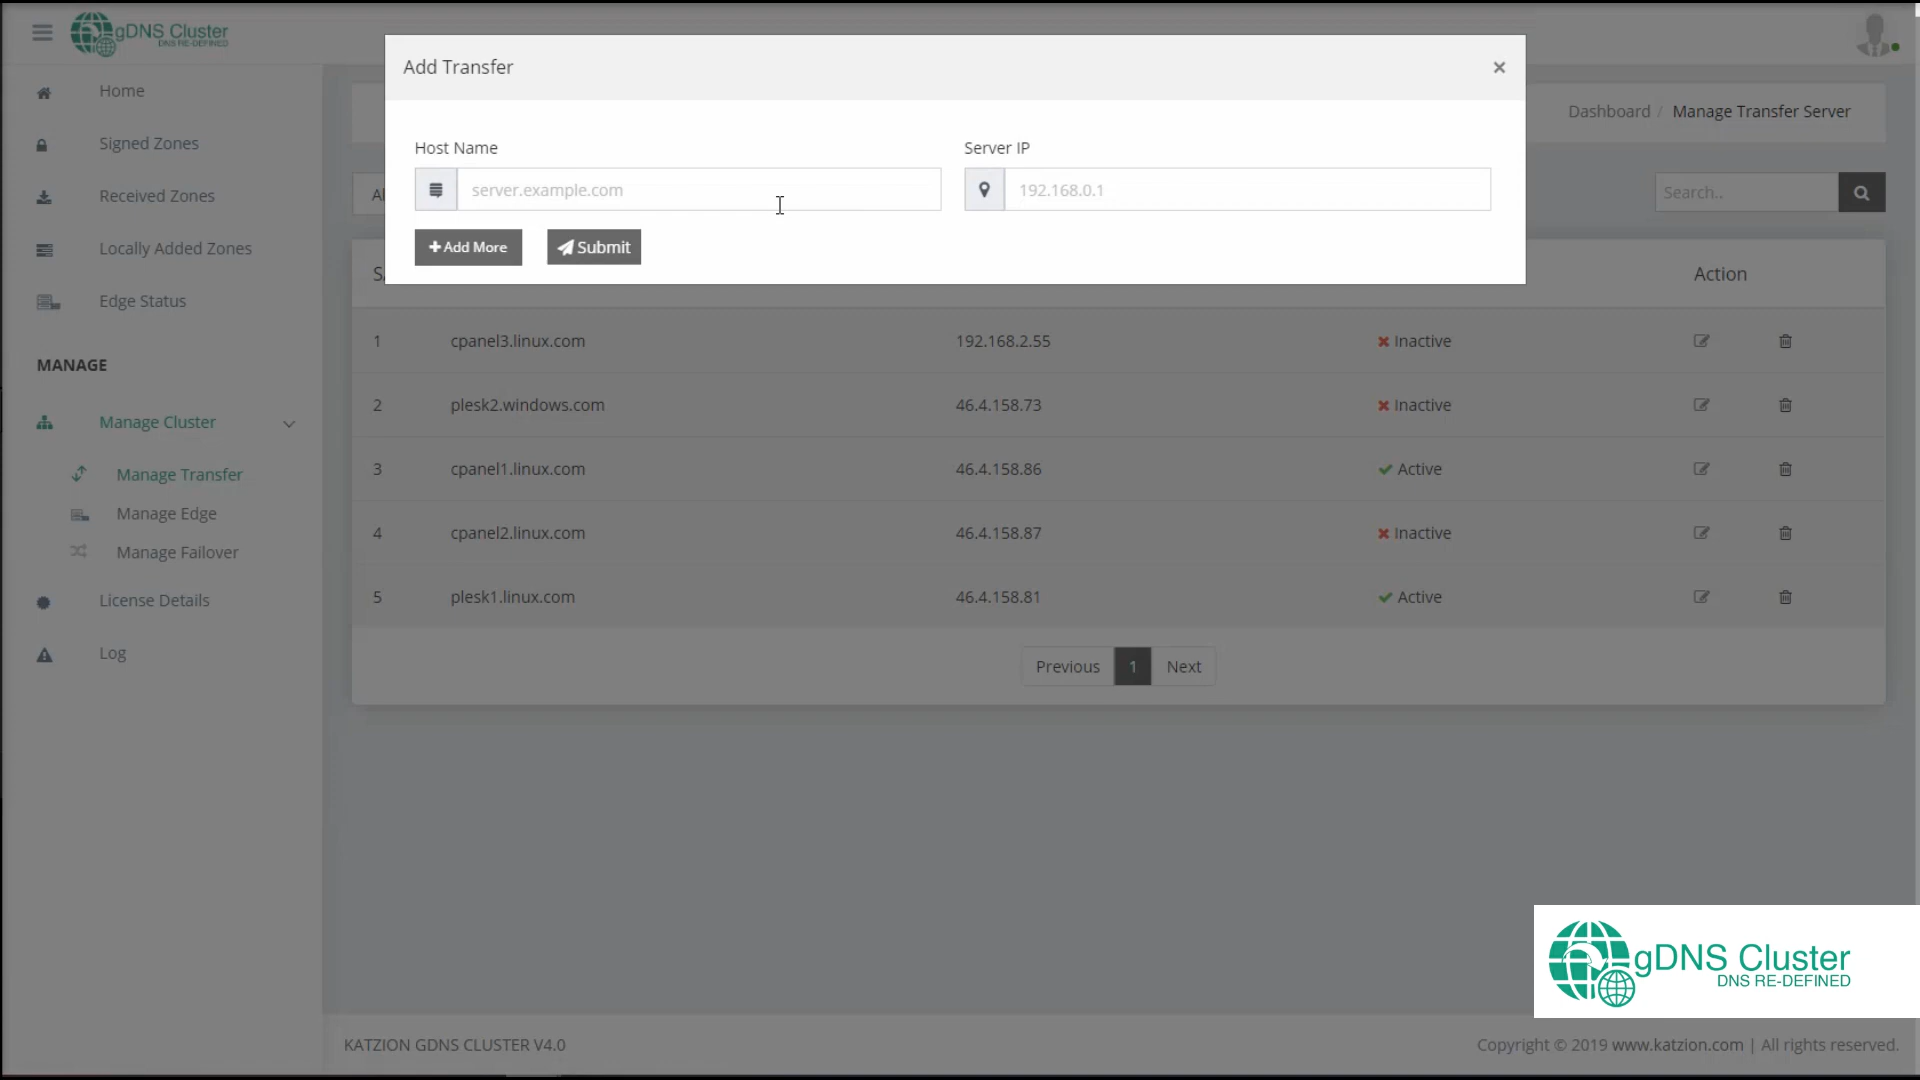 gDNS Cluster
DNS RE-DEFINED
Add Transfer
Home
Signed Zones
Received Zones
Locally Added Zones
Edge Status
MANAGE
Manage Cluster
Manage Transfer
Manage Edge
Manage Failover
License Details
Log
Host Name
Server IP
server.example.com
192.168.0.1
Add More
Submit
Dashboard / Manage Transfer Server
Search..
Action
1 cpanel3.linux.com 192.168.2.55 Inactive
2 plesk2.windows.com 46.4.158.73 Inactive
3 cpanel1.linux.com 46.4.158.86 Active
4 cpanel2.linux.com 46.4.158.87 Inactive
5 plesk1.linux.com 46.4.158.81 Active
Previous 1 Next
gDNS Cluster
DNS RE-DEFINED
KATZION GDNS CLUSTER V4.0
Copyright © 2019 www.katzion.com | All rights reserved.